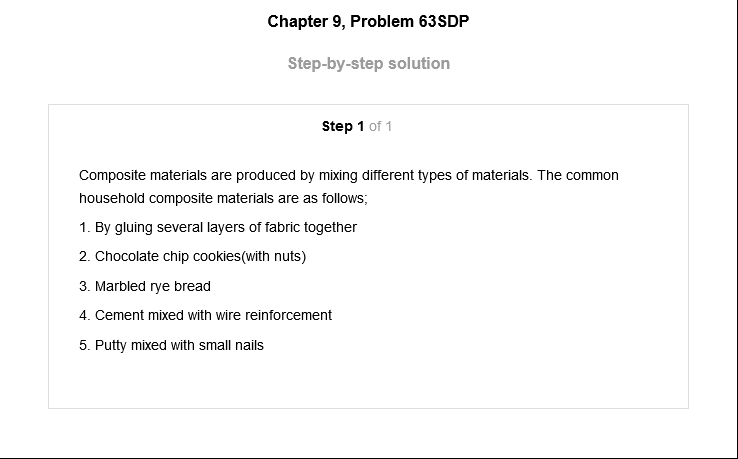 Chapter 9, Problem 63SDP
Step-by-step solution
Step 1 of 1
Composite materials are produced by mixing different types of materials. The common
household composite materials are as follows;
1. By gluing several layers of fabric together
2. Chocolate chip cookies(with nuts)
3. Marbled rye bread
4. Cement mixed with wire reinforcement
5. Putty mixed with small nails